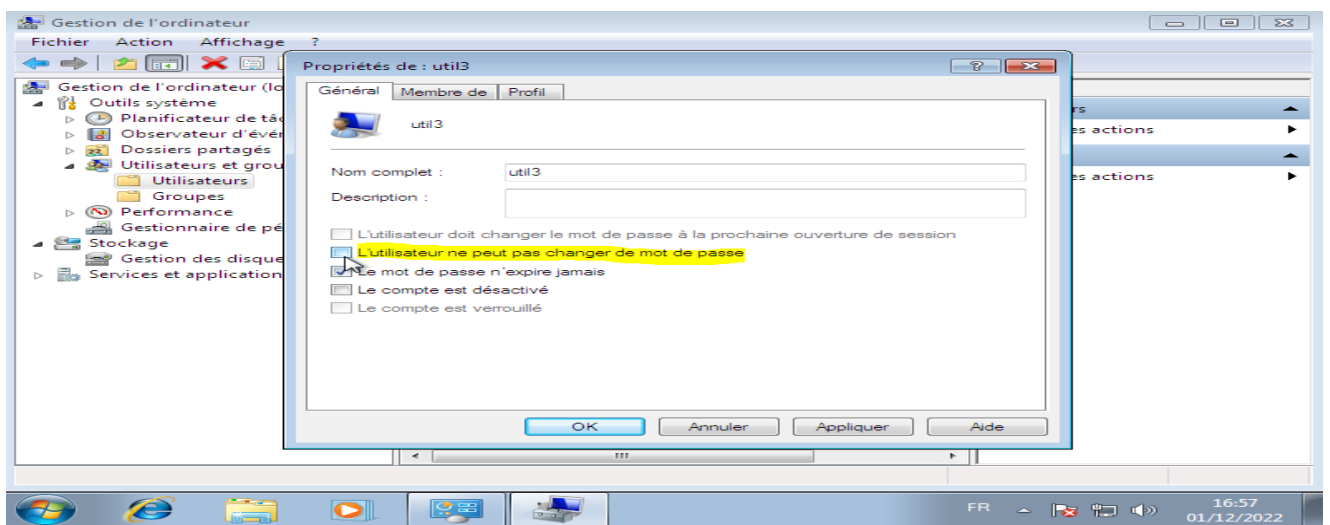 Gestion de l'ordinateur
Fichier Action Affichage ?
Propriétés de : util3
Gestion de l'ordinateur (lo
Outils système
Planificateur de tâc
Observateur d'évér
Dossiers partagés
Utilisateurs et grou
Utilisateurs
Groupes
Performance
Gestionnaire de pé
Stockage
Gestion des disque
Services et application
Général Membre de Profil
util3
Nom complet : util3
Description :
L'utilisateur doit changer le mot de passe à la prochaine ouverture de session
L'utilisateur ne peut pas changer de mot de passe
Le mot de passe n'expire jamais
Le compte est désactivé
Le compte est verrouillé
OK Annuler Appliquer Aide
rs
es actions
es actions
FR
16:57
01/12/2022